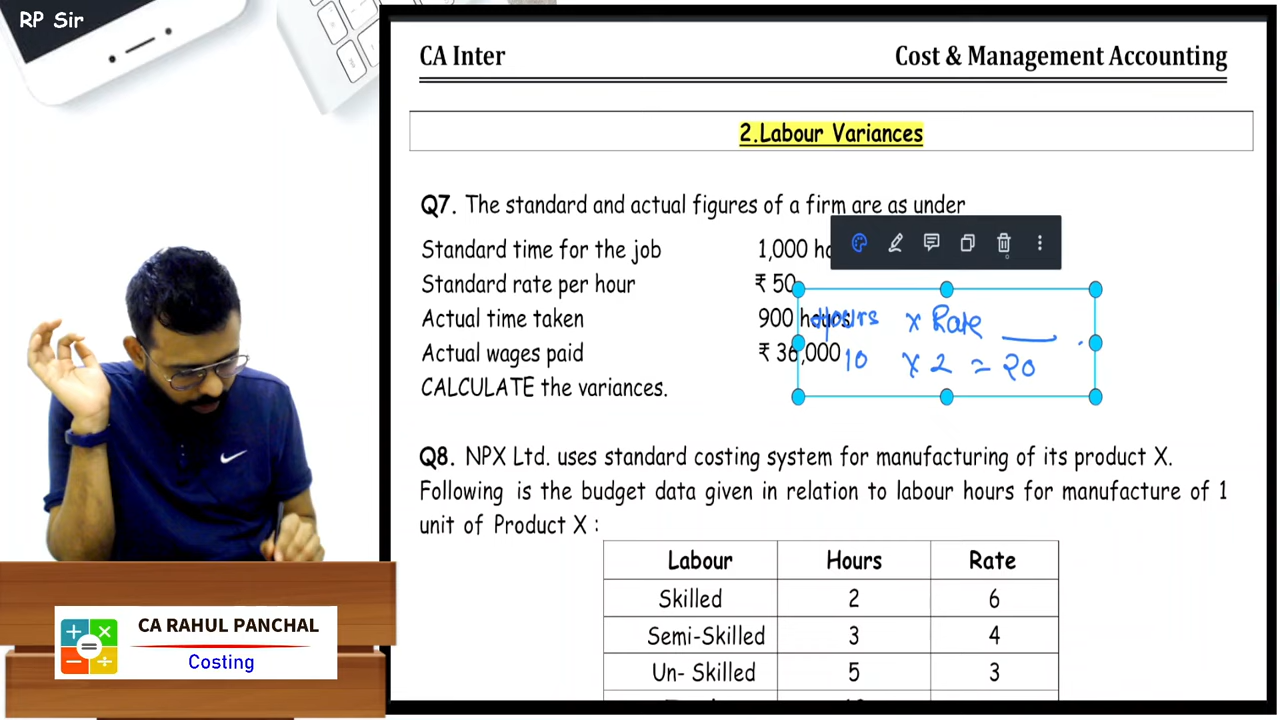 RP Sir
CA Inter
Cost & Management Accounting
2.Labour Variances
Q7. The standard and actual figures of a firm are as under
Standard time for the job 1,000
Standard rate per hour ₹ 50
Actual time taken 900 hours
Hours x Rate
Actual wages paid ₹ 36,000
10 x 2 = 20
CALCULATE the variances.
Q8. NPX Ltd. uses standard costing system for manufacturing of its product X.
Following is the budget data given in relation to labour hours for manufacture of 1
unit of Product X :
Labour Hours Rate
Skilled 2 6
Semi-Skilled 3 4
Un- Skilled 5 3
CA RAHUL PANCHAL
Costing